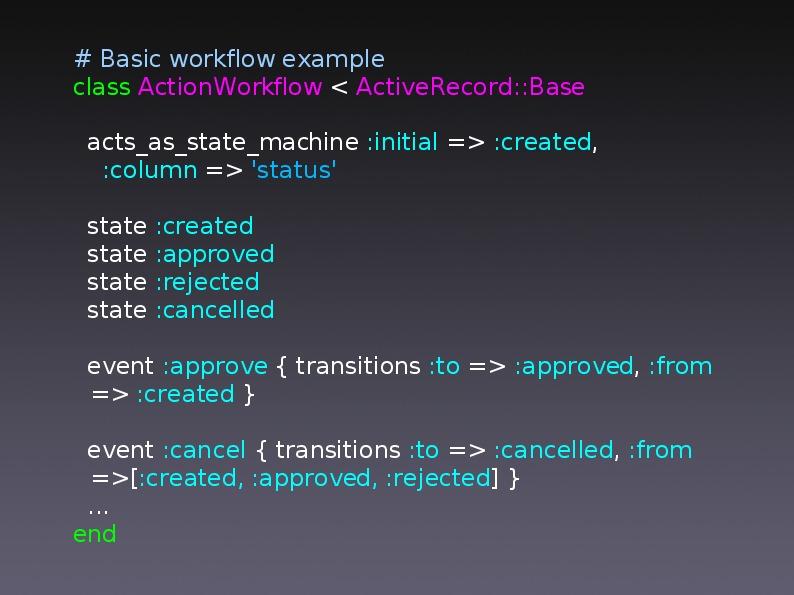 # Basic workflow example
class ActionWorkflow < ActiveRecord::Base
acts_as_state_machine :initial => :created,
:column => 'status'
state :created
state :approved
state :rejected
state :cancelled
event :approve { transitions :to => :approved, :from
=> :created }
event :cancel { transitions :to => :cancelled, :from
=>[:created, :approved, :rejected] }
...
end